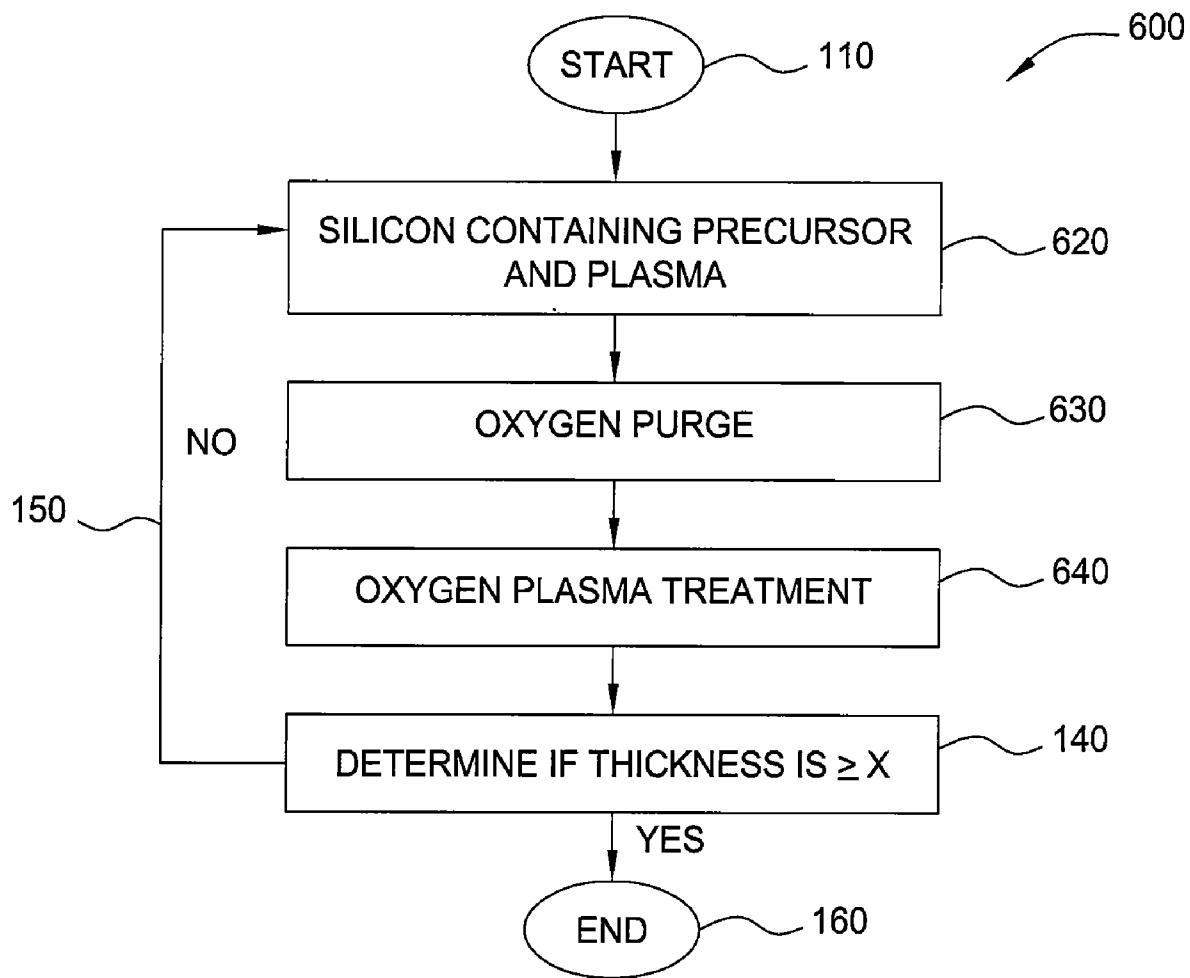 600
START
110
SILICON CONTAINING PRECURSOR
AND PLASMA
620
OXYGEN PURGE
630
NO
150
OXYGEN PLASMA TREATMENT
640
DETERMINE IF THICKNESS IS ≥ X
140
YES
END
160